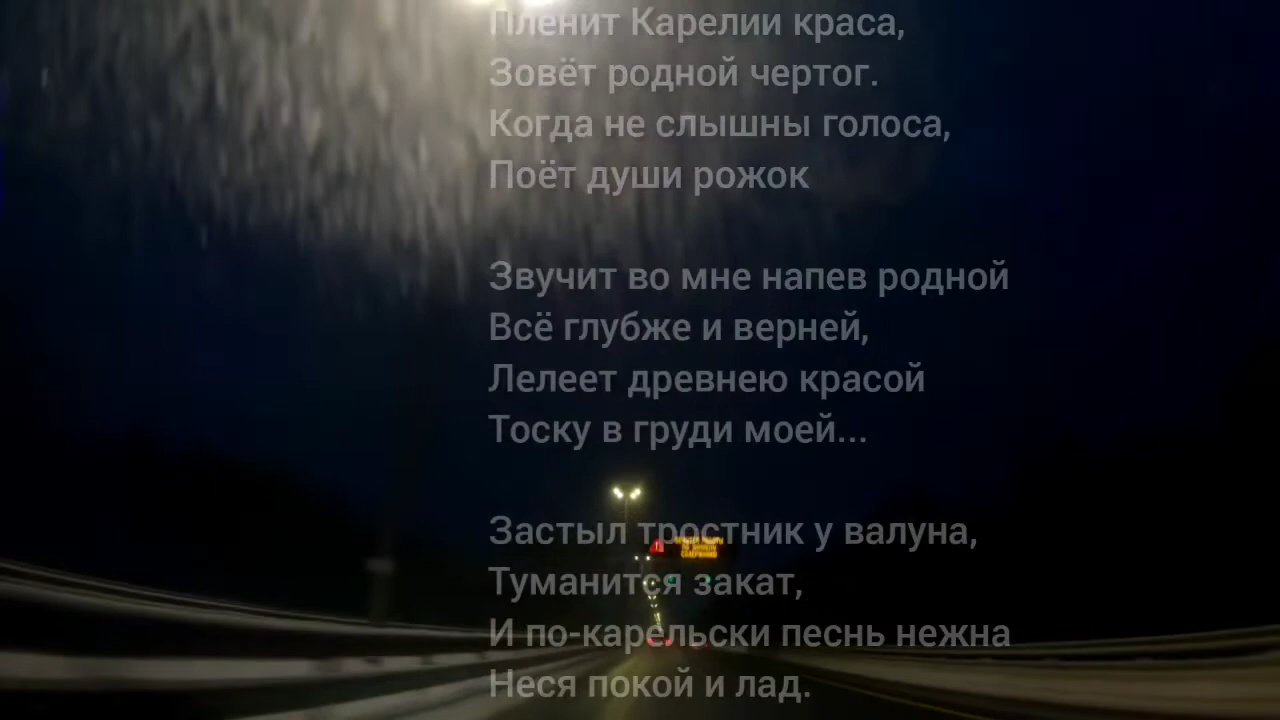 Пленит Карелии краса,
Зовёт родной чертог.
Когда не слышны голоса,
Поёт души рожок
Звучит во мне напев родной
Всё глубже и верней,
Лелеет древнею красой
Тоску в груди моей...
Застыл тростник у валуна,
Туманится закат,
И по-карельски песнь нежна
Неся покой и лад.